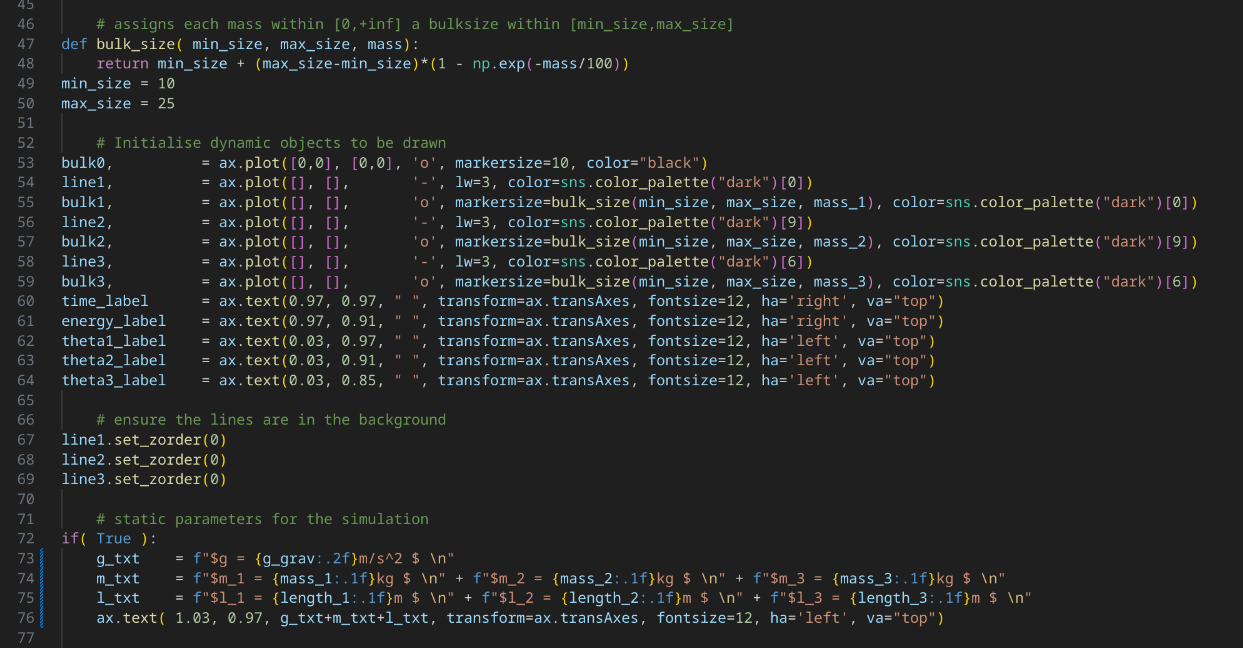 45
46 # assigns each mass within [0,+inf] a bulksize within [min_size,max_size]
47 def bulk_size( min_size, max_size, mass):
48 return min_size + (max_size-min_size)*(1 - np.exp(-mass/100))
49 min_size = 10
50 max_size = 25
51
52 # Initialise dynamic objects to be drawn
53 bulk0, = ax.plot([0,0], [0,0], 'o', markersize=10, color="black")
54 line1, = ax.plot([], [], '-', lw=3, color=sns.color_palette("dark")[0])
55 bulk1, = ax.plot([], [], 'o', markersize=bulk_size(min_size, max_size, mass_1), color=sns.color_palette("dark")[0])
56 line2, = ax.plot([], [], '-', lw=3, color=sns.color_palette("dark")[9])
57 bulk2, = ax.plot([], [], 'o', markersize=bulk_size(min_size, max_size, mass_2), color=sns.color_palette("dark")[9])
58 line3, = ax.plot([], [], '-', lw=3, color=sns.color_palette("dark")[6])
59 bulk3, = ax.plot([], [], 'o', markersize=bulk_size(min_size, max_size, mass_3), color=sns.color_palette("dark")[6])
60 time_label = ax.text(0.97, 0.97, " ", transform=ax.transAxes, fontsize=12, ha='right', va="top")
61 energy_label = ax.text(0.97, 0.91, " ", transform=ax.transAxes, fontsize=12, ha='right', va="top")
62 theta1_label = ax.text(0.03, 0.97, " ", transform=ax.transAxes, fontsize=12, ha='left', va="top")
63 theta2_label = ax.text(0.03, 0.91, " ", transform=ax.transAxes, fontsize=12, ha='left', va="top")
64 theta3_label = ax.text(0.03, 0.85, " ", transform=ax.transAxes, fontsize=12, ha='left', va="top")
65
66 # ensure the lines are in the background
67 line1.set_zorder(0)
68 line2.set_zorder(0)
69 line3.set_zorder(0)
70
71 # static parameters for the simulation
72 if( True ):
73 g_txt = f"$g = {g_grav:.2f}m/s^2 $ \n"
74 m_txt = f"$m_1 = {mass_1:.1f}kg $ \n" + f"$m_2 = {mass_2:.1f}kg $ \n" + f"$m_3 = {mass_3:.1f}kg $ \n"
75 l_txt = f"$l_1 = {length_1:.1f}m $ \n" + f"$l_2 = {length_2:.1f}m $ \n" + f"$l_3 = {length_3:.1f}m $ \n"
76 ax.text( 1.03, 0.97, g_txt+m_txt+l_txt, transform=ax.transAxes, fontsize=12, ha='left', va="top")
77